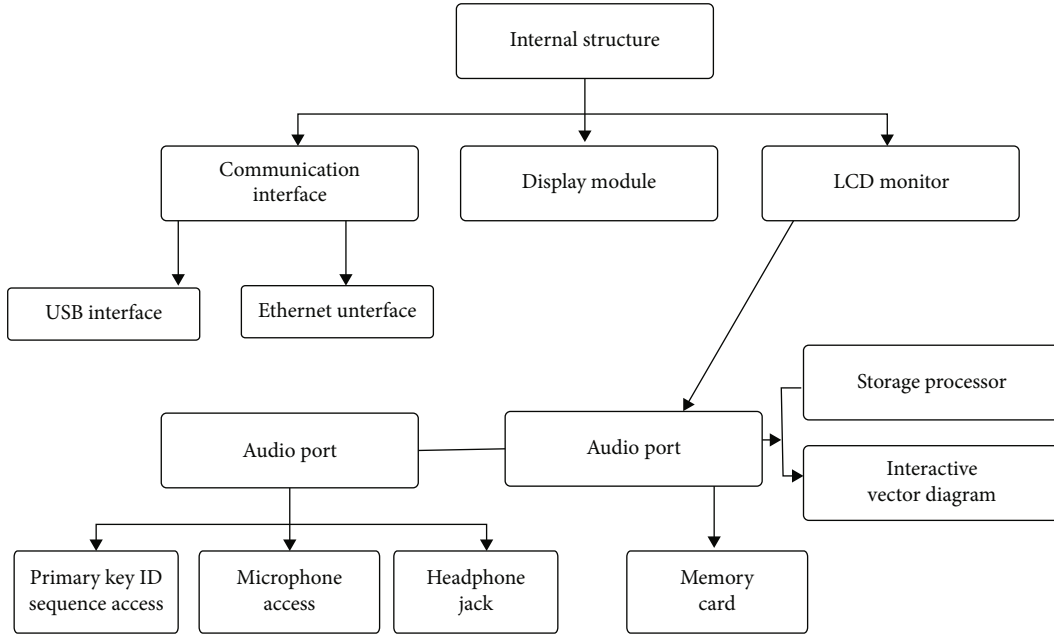 Internal structure
Communication
interface
Display module
LCD monitor
USB interface
Ethernet unterface
Storage processor
Audio port
Audio port
Interactive
vector diagram
Primary key ID
sequence access
Microphone
access
Headphone
jack
Memory
card